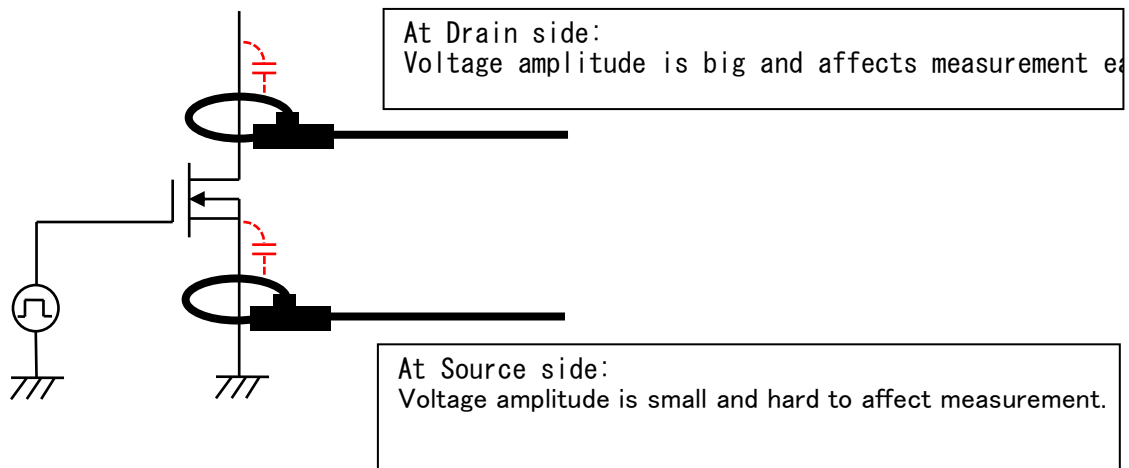 At Drain side:
Voltage amplitude is big and affects measurement
At Source side:
Voltage amplitude is small and hard to affect measurement.